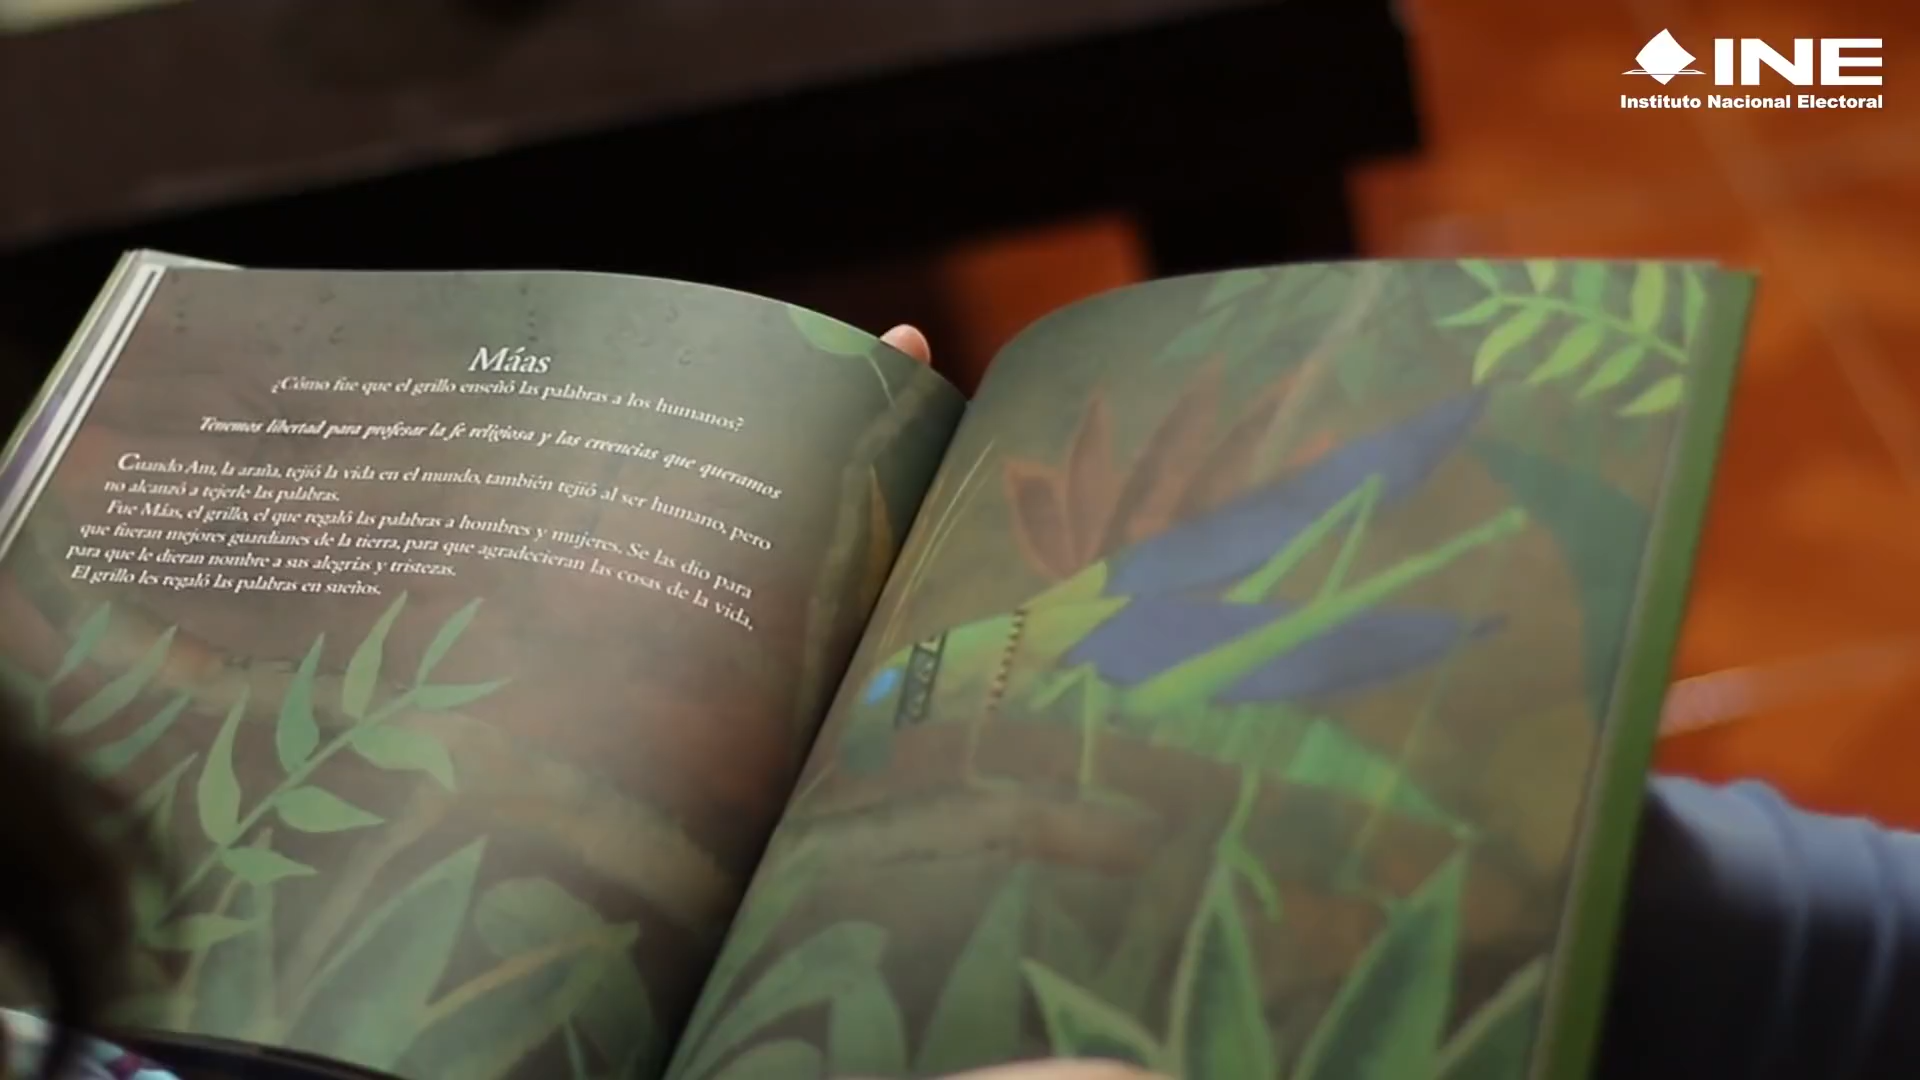 INE
Instituto Nacional Electoral
Máas
¿Cómo fue que el grillo enseñó las palabras a los humanos?
Tenemos libertad para profesar la fe religiosa y las creencias que queramos
Cuando Am, la araña, tejió la vida en el mundo, también tejió al ser humano, pero
no alcanzó a tejerle las palabras.
Fue Máas, el grillo, el que regaló las palabras a hombres y mujeres. Se las dio para
que fueran mejores guardianes de la tierra, para que agradecieran las cosas de la vida,
para que le dieran nombre a sus alegrías y tristezas.
El grillo les regaló las palabras en sueños.